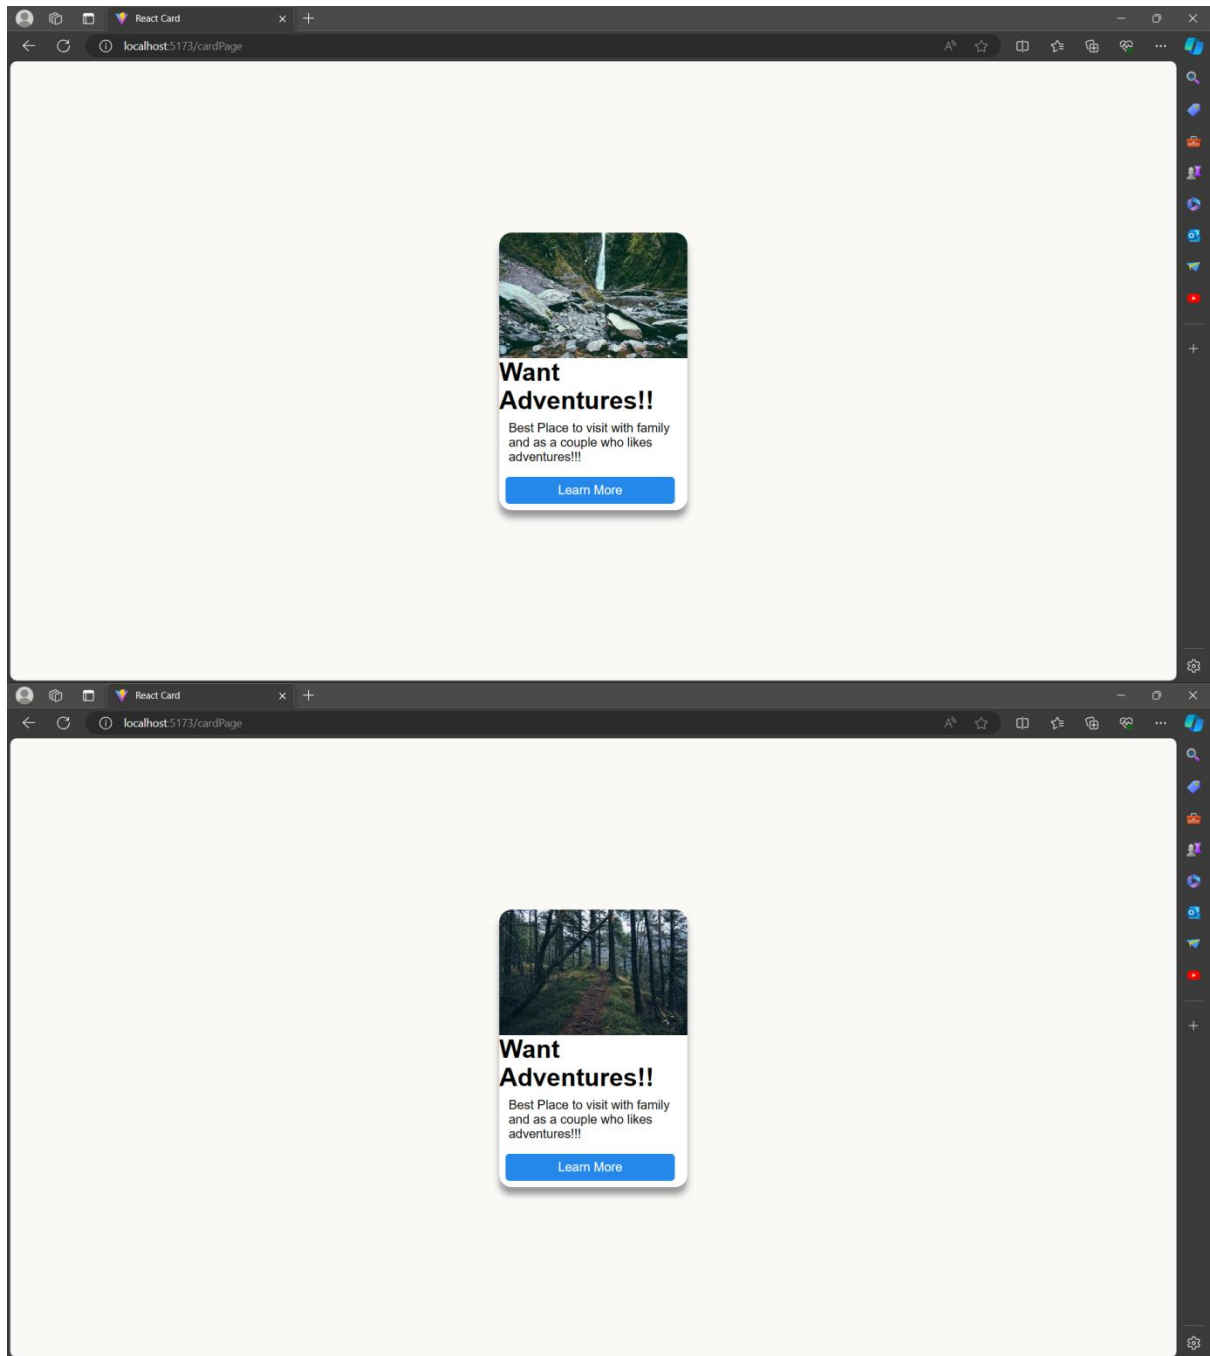 React Card
localhost:5173/cardPage
Want
Adventures!!
Best Place to visit with family
and as a couple who likes
adventures!!!
Learn More
React Card
localhost:5173/cardPage
Want
Adventures!!
Best Place to visit with family
and as a couple who likes
adventures!!!
Learn More